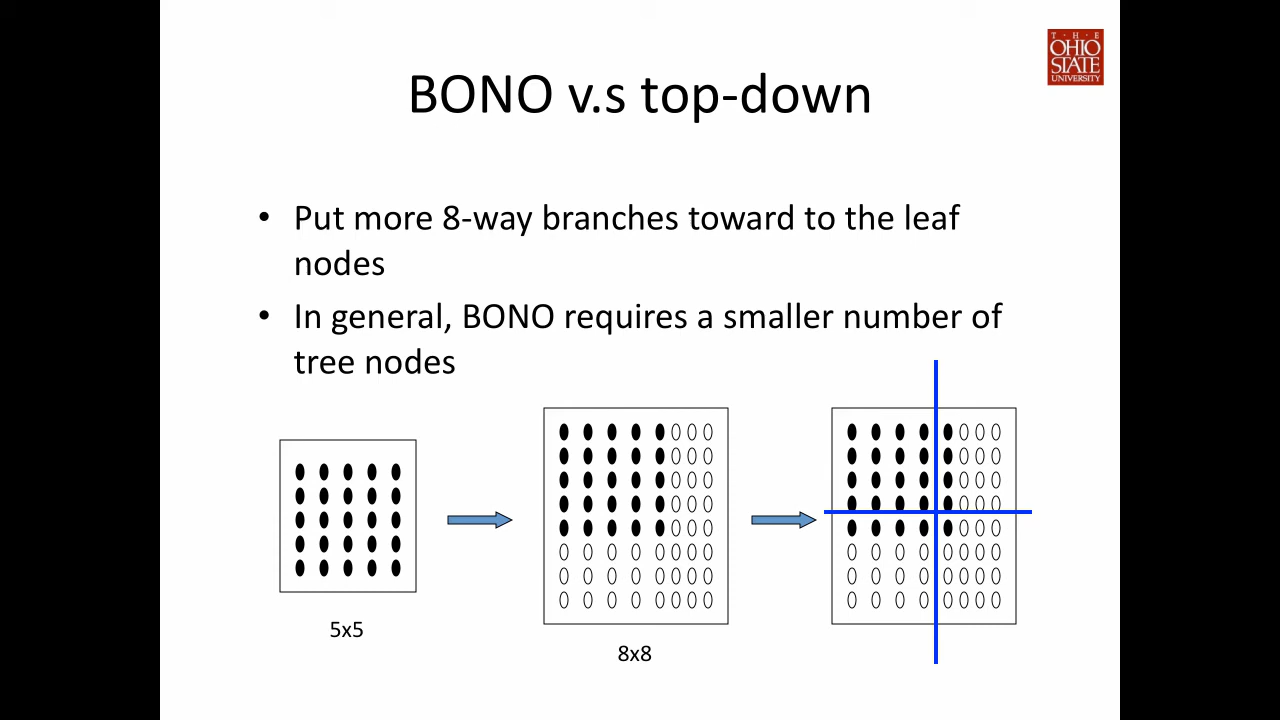 T · H · E
OHIO
STATE
UNIVERSITY
BONO v.s top-down
• Put more 8-way branches toward to the leaf
nodes
• In general, BONO requires a smaller number of
tree nodes
5x5
8x8